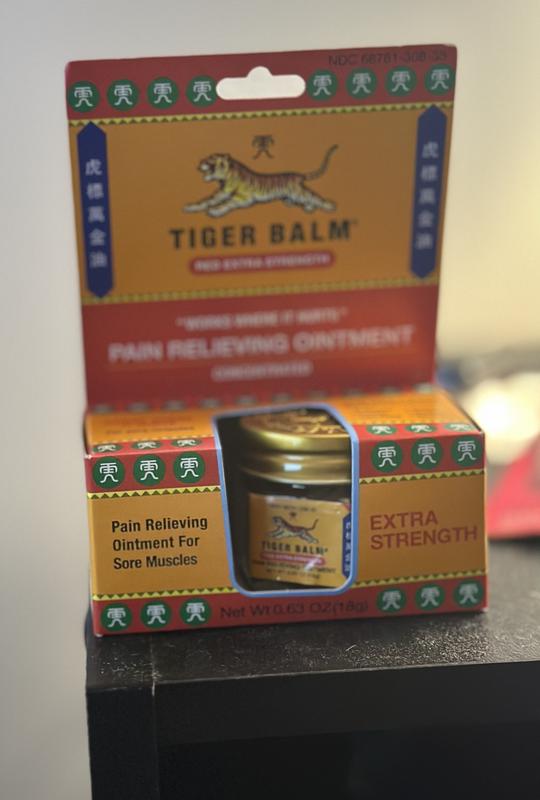 NDC 66761-308-33
虎標萬金油
虎標萬金油
TIGER BALM®
RED EXTRA STRENGTH
"WORKS WHERE IT HURTS"®
PAIN RELIEVING OINTMENT
CONCENTRATED
Pain Relieving
Ointment For
Sore Muscles
TIGER BALM®
EXTRA
STRENGTH
Net Wt 0.63 OZ(18g)